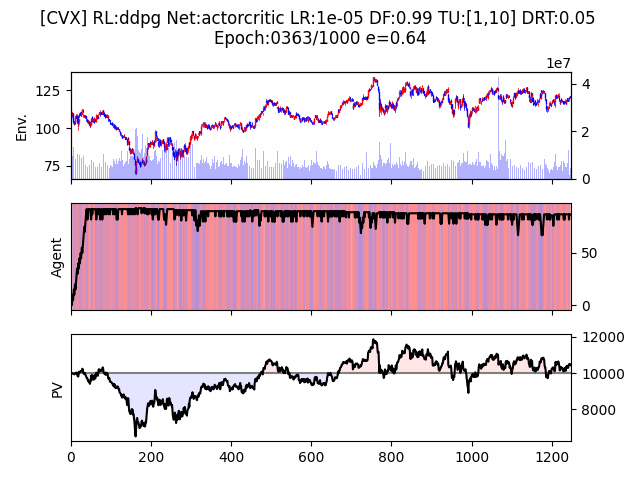 [CVX] RL:ddpg Net:actorcritic LR:1e-05 DF:0.99 TU:[1,10] DRT:0.05
Epoch:0363/1000 e=0.64
1e7
125
100
75
Env.
4
2
0
Agent
50
0
PV
12000
10000
8000
0 200 400 600 800 1000 1200